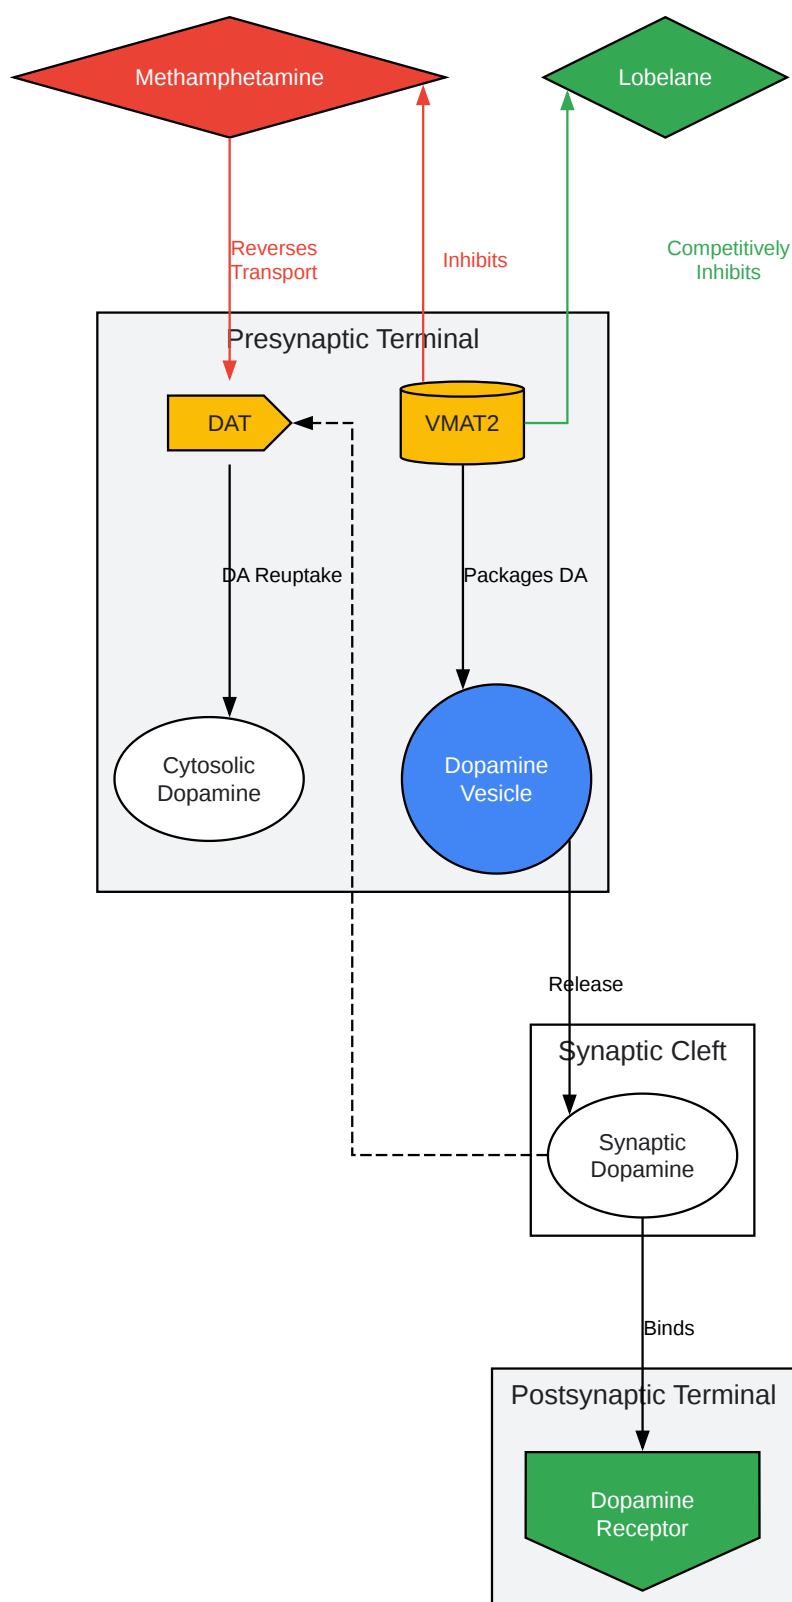 Methamphetamine
Lobelane
Reverses
Transport
Inhibits
Competitively
Inhibits
Presynaptic Terminal
DAT
VMAT2
DA Reuptake
Packages DA
Cytosolic
Dopamine
Dopamine
Vesicle
Release
Synaptic Cleft
Synaptic
Dopamine
Binds
Postsynaptic Terminal
Dopamine
Receptor